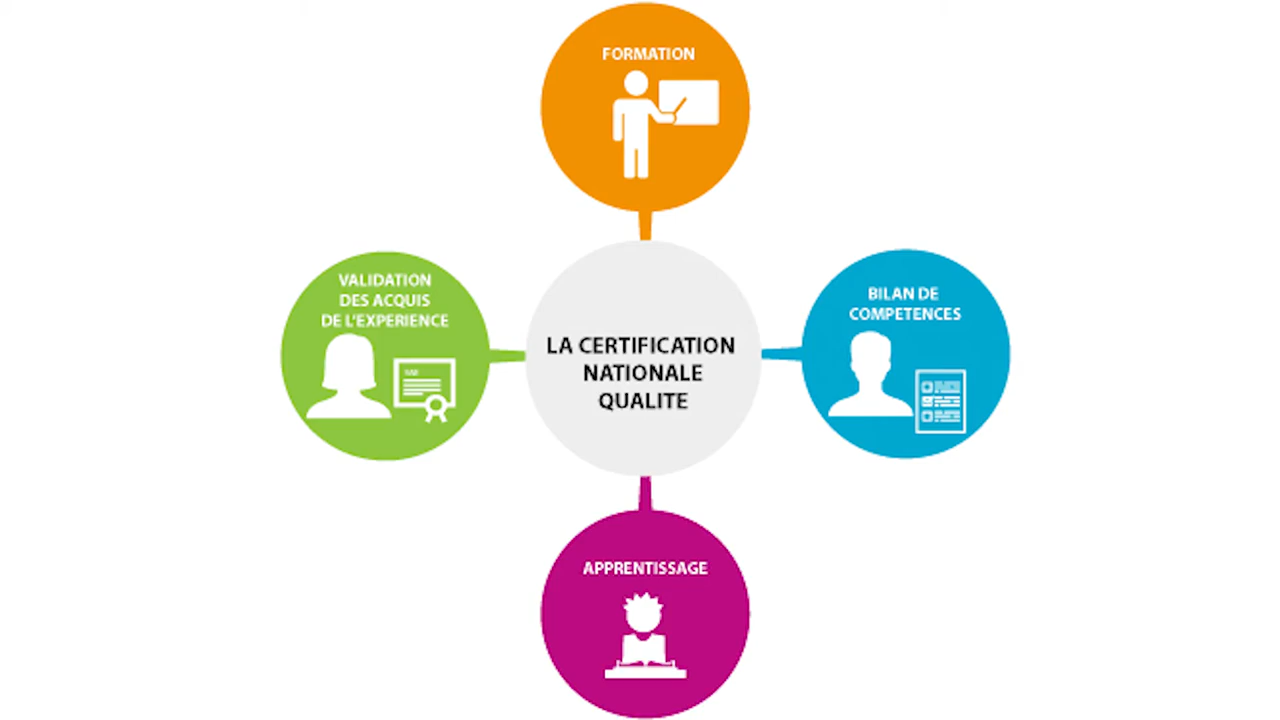 FORMATION
VALIDATION
DES ACQUIS
DE L'EXPERIENCE
LA CERTIFICATION
NATIONALE
QUALITE
BILAN DE
COMPETENCES
APPRENTISSAGE